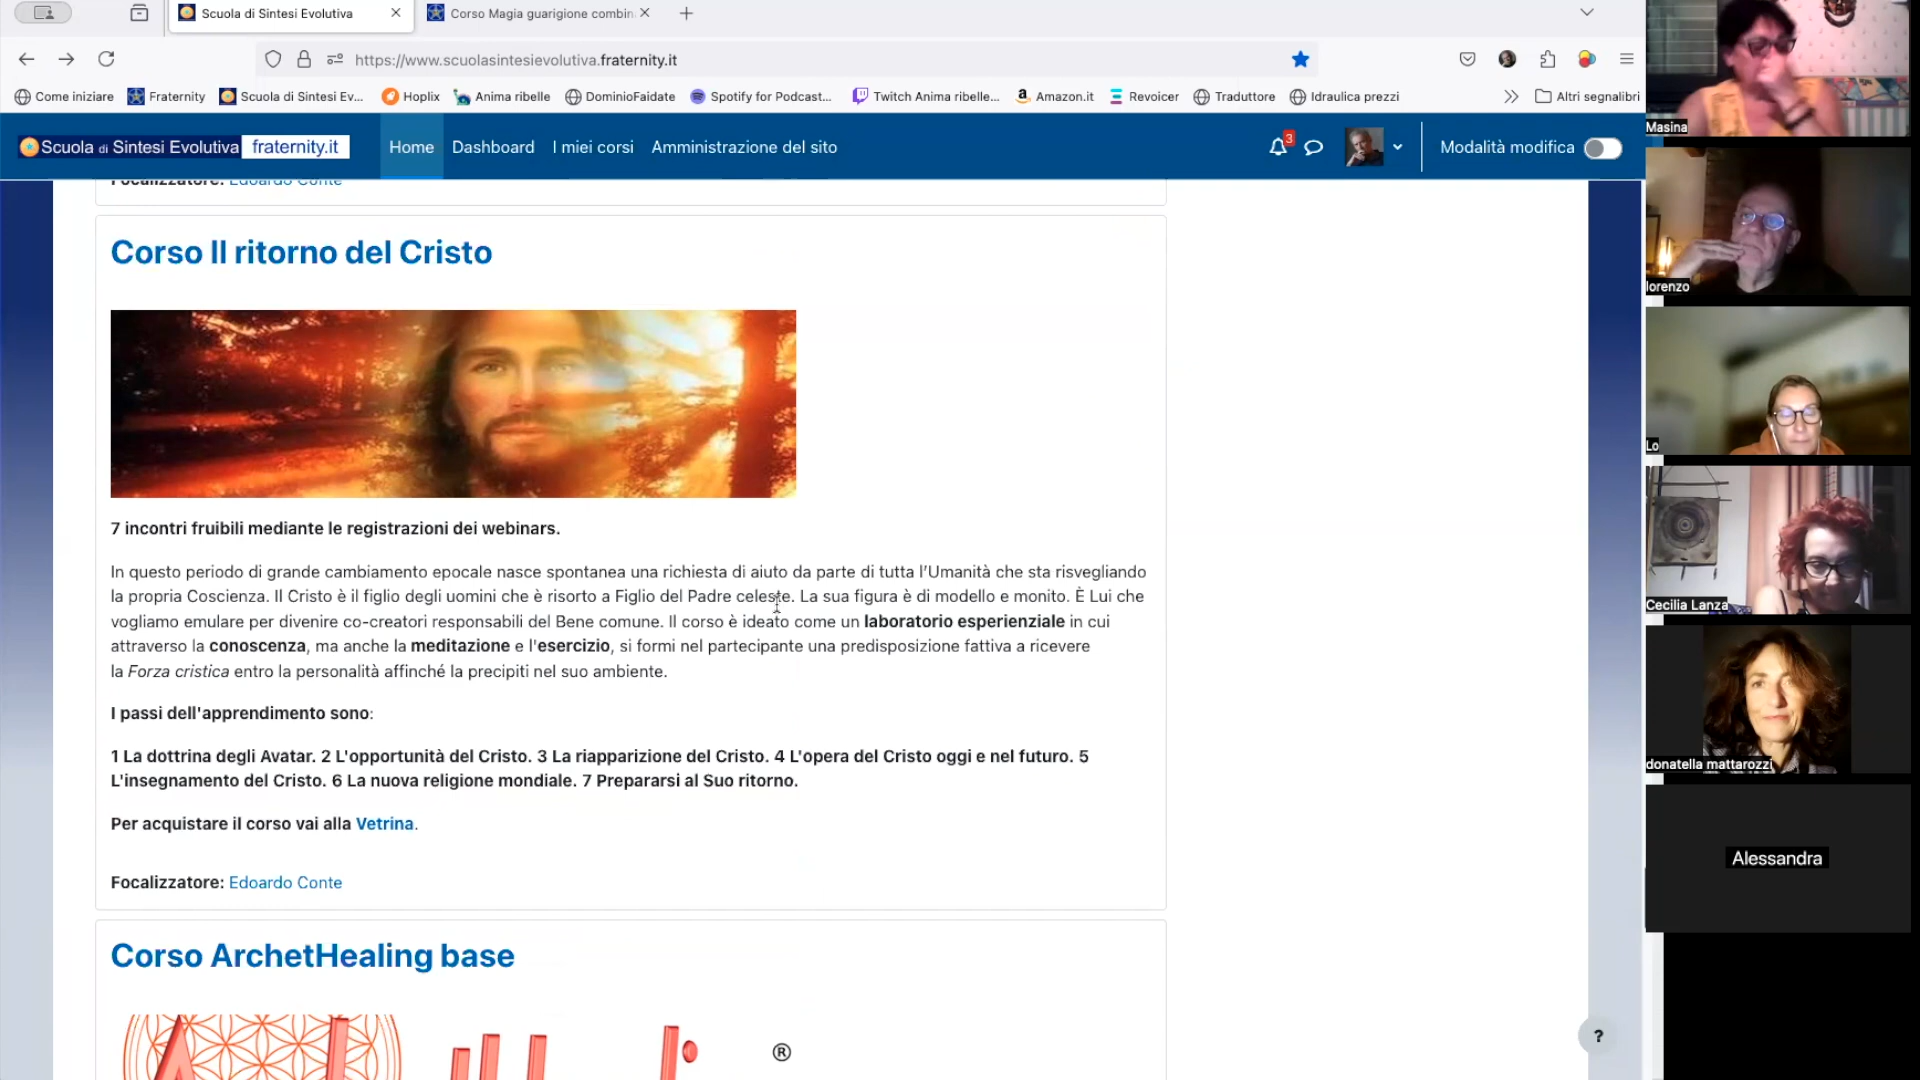 Scuola di Sintesi Evolutiva
Corso Magia guarigione combin
https://www.scuolasintesievolutiva.fraternity.it
Come iniziare
Fraternity
Scuola di Sintesi Ev...
Hoplix
Anima ribelle
DominioFaidate
Spotify for Podcast...
Twitch Anima ribelle...
Amazon.it
Revoicer
Traduttore
Idraulica prezzi
Altri segnalibri
Scuola di Sintesi Evolutiva fraternity.it
Home
Dashboard
I miei corsi
Amministrazione del sito
3
Modalità modifica
Focalizzatore: Edoardo Conte
Corso Il ritorno del Cristo
7 incontri fruibili mediante le registrazioni dei webinars.
In questo periodo di grande cambiamento epocale nasce spontanea una richiesta di aiuto da parte di tutta l'Umanità che sta risvegliando
la propria Coscienza. Il Cristo è il figlio degli uomini che è risorto a Figlio del Padre celeste. La sua figura è di modello e monito. È Lui che
vogliamo emulare per divenire co-creatori responsabili del Bene comune. Il corso è ideato come un laboratorio esperienziale in cui
attraverso la conoscenza, ma anche la meditazione e l'esercizio, si formi nel partecipante una predisposizione fattiva a ricevere
la Forza cristica entro la personalità affinché la precipiti nel suo ambiente.
I passi dell'apprendimento sono:
1 La dottrina degli Avatar. 2 L'opportunità del Cristo. 3 La riapparizione del Cristo. 4 L'opera del Cristo oggi e nel futuro. 5
L'insegnamento del Cristo. 6 La nuova religione mondiale. 7 Prepararsi al Suo ritorno.
Per acquistare il corso vai alla Vetrina.
Focalizzatore: Edoardo Conte
Corso ArchetHealing base
®
?
Masina
lorenzo
Lo
Cecilia Lanza
donatella mattarozzi
Alessandra